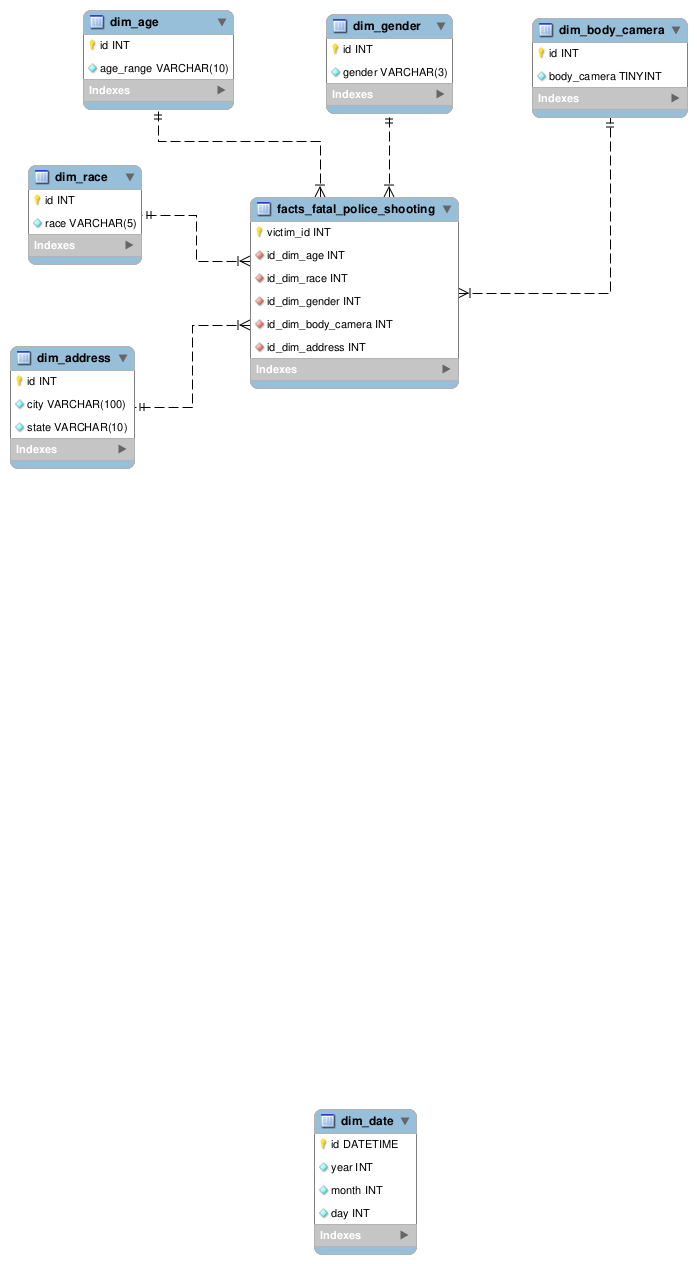 dim_age
id INT
age_range VARCHAR(10)
Indexes
dim_gender
id INT
gender VARCHAR(3)
Indexes
dim_body_camera
id INT
body_camera TINYINT
Indexes
dim_race
id INT
race VARCHAR(5)
Indexes
facts_fatal_police_shooting
victim_id INT
id_dim_age INT
id_dim_race INT
id_dim_gender INT
id_dim_body_camera INT
id_dim_address INT
Indexes
dim_address
id INT
city VARCHAR(100)
state VARCHAR(10)
Indexes
dim_date
id DATETIME
year INT
month INT
day INT
Indexes